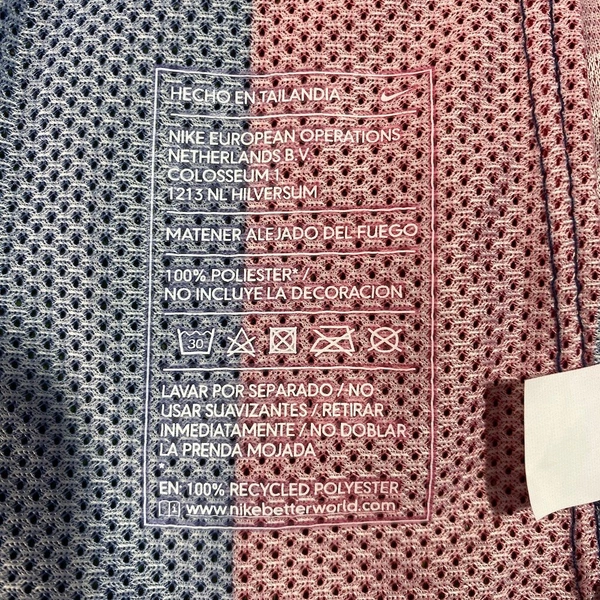 HECHO EN TAILANDIA
NIKE EUROPEAN OPERATIONS
NETHERLANDS B.V.
COLOSSEUM 1
1213 NL HILVERSUM
MATENER ALEJADO DEL FUEGO
100% POLIESTER* /
NO INCLUYE LA DECORACION
30
LAVAR POR SEPARADO / NO
USAR SUAVIZANTES / RETIRAR
INMEDIATAMENTE / NO DOBLAR
LA PRENDA MOJADA
*
EN: 100% RECYCLED POLYESTER
www.nikebetterworld.com